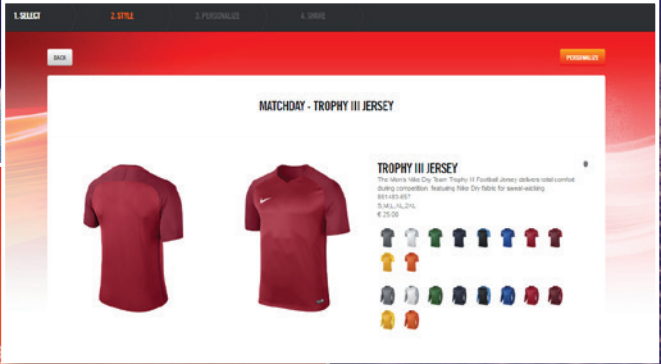 1. SELECT
2. STYLE
3. PERSONALIZE
4. SHARE
BACK
PERSONALIZE
MATCHDAY - TROPHY III JERSEY
TROPHY III JERSEY
The Men's Nike Dry Team Trophy III Football Jersey delivers total comfort
during competition, featuring Nike Dry fabric for sweat-wicking
881483-657
S,M,L,XL,2XL
€ 25.00